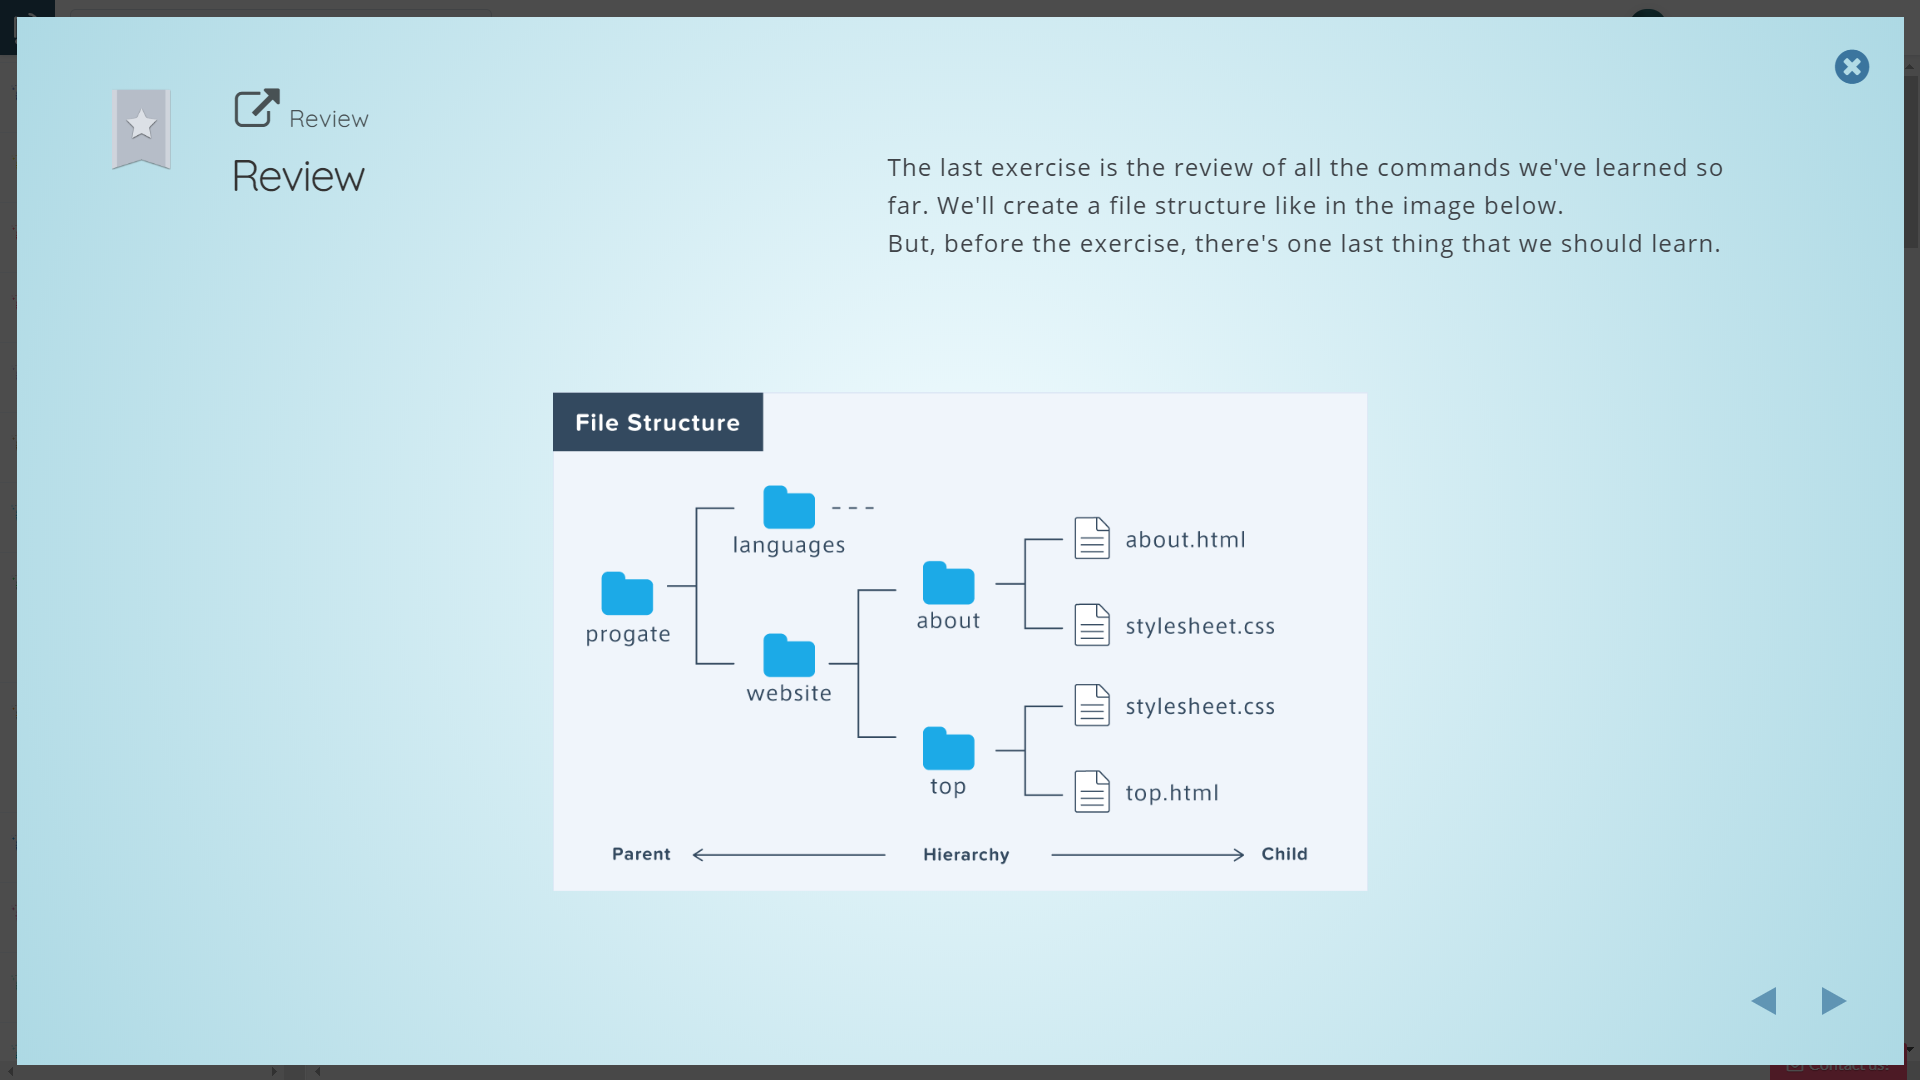 Review
Review
The last exercise is the review of all the commands we've learned so
far. We'll create a file structure like in the image below.
But, before the exercise, there's one last thing that we should learn.
File Structure
languages
progate
website
about
top
about.html
stylesheet.css
stylesheet.css
top.html
Parent
Hierarchy
Child
Contact us!